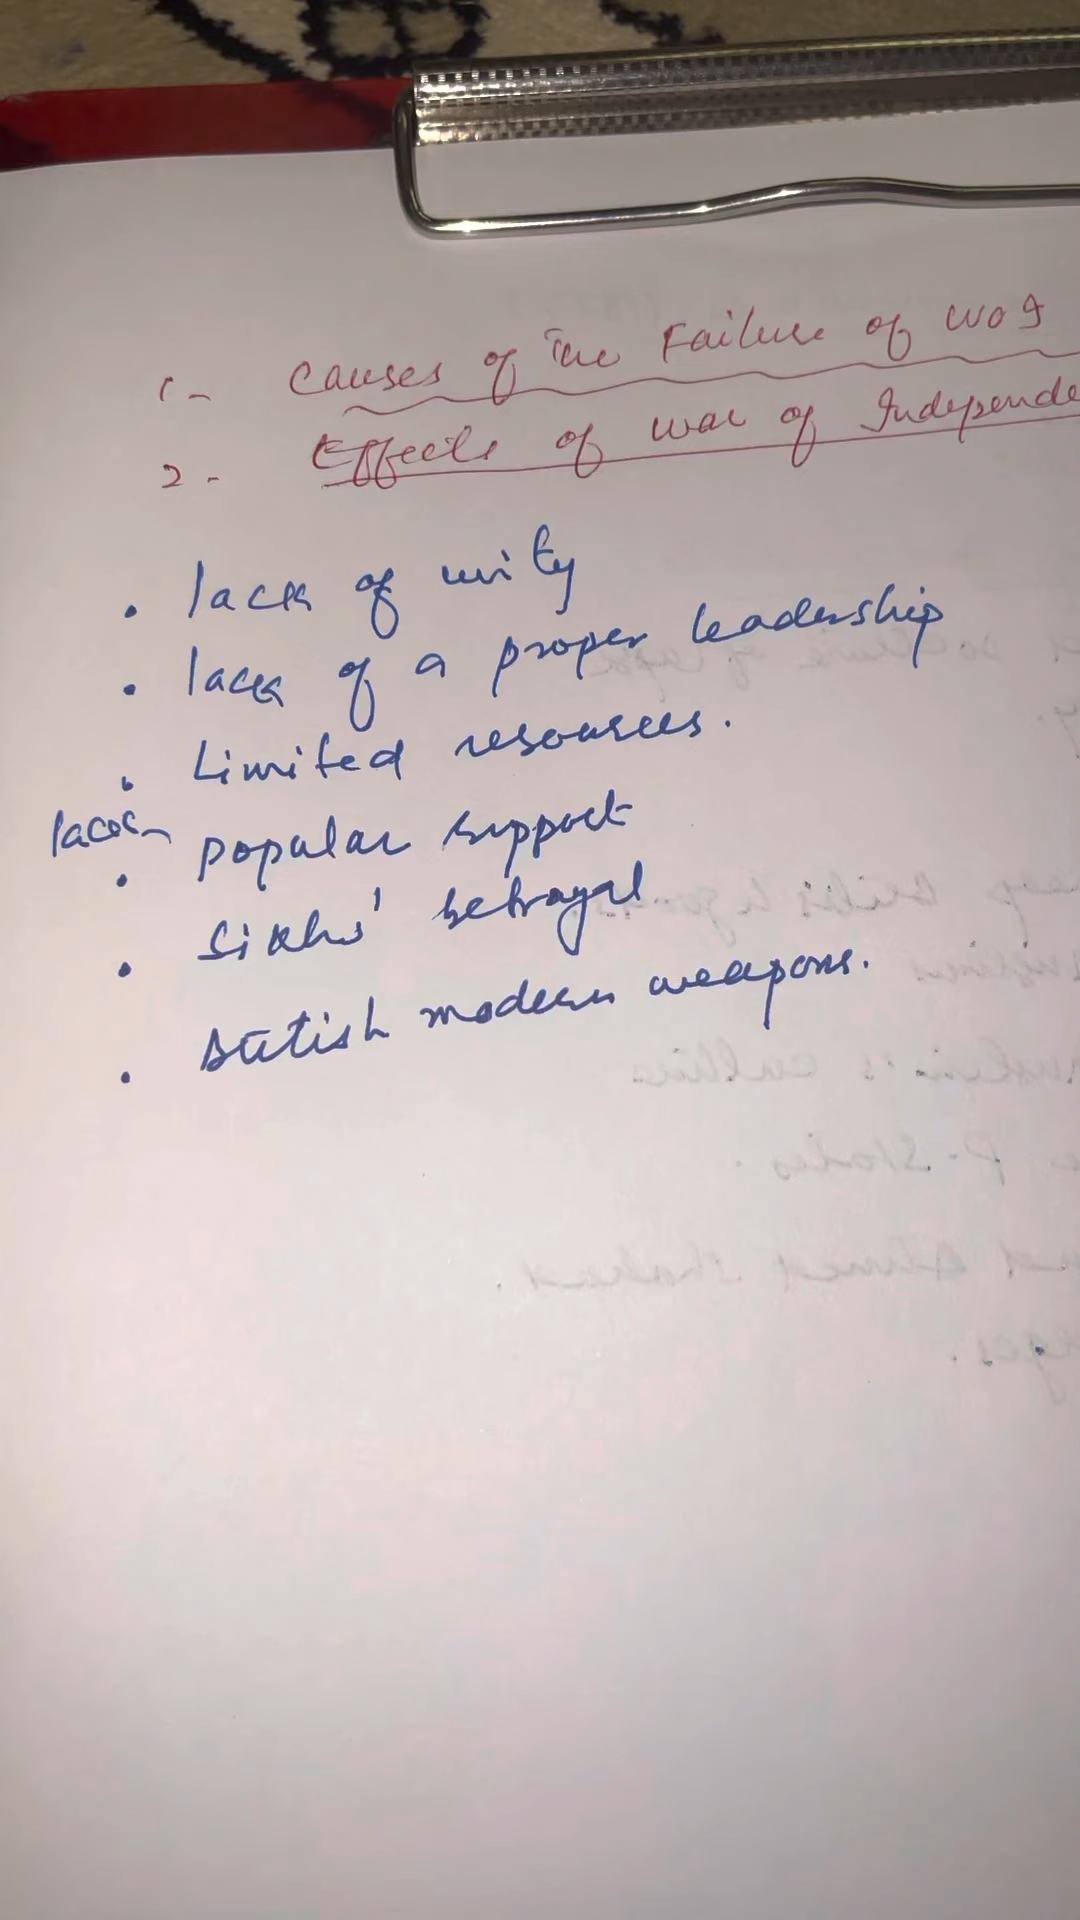 1- Causes of The Failure of WOI
2- Effects of war of Independe
• lack of unity
• lack of a proper leadership
• Limited resources.
lack
• popular support
• Sikhs' betrayal
• British modern weapons.